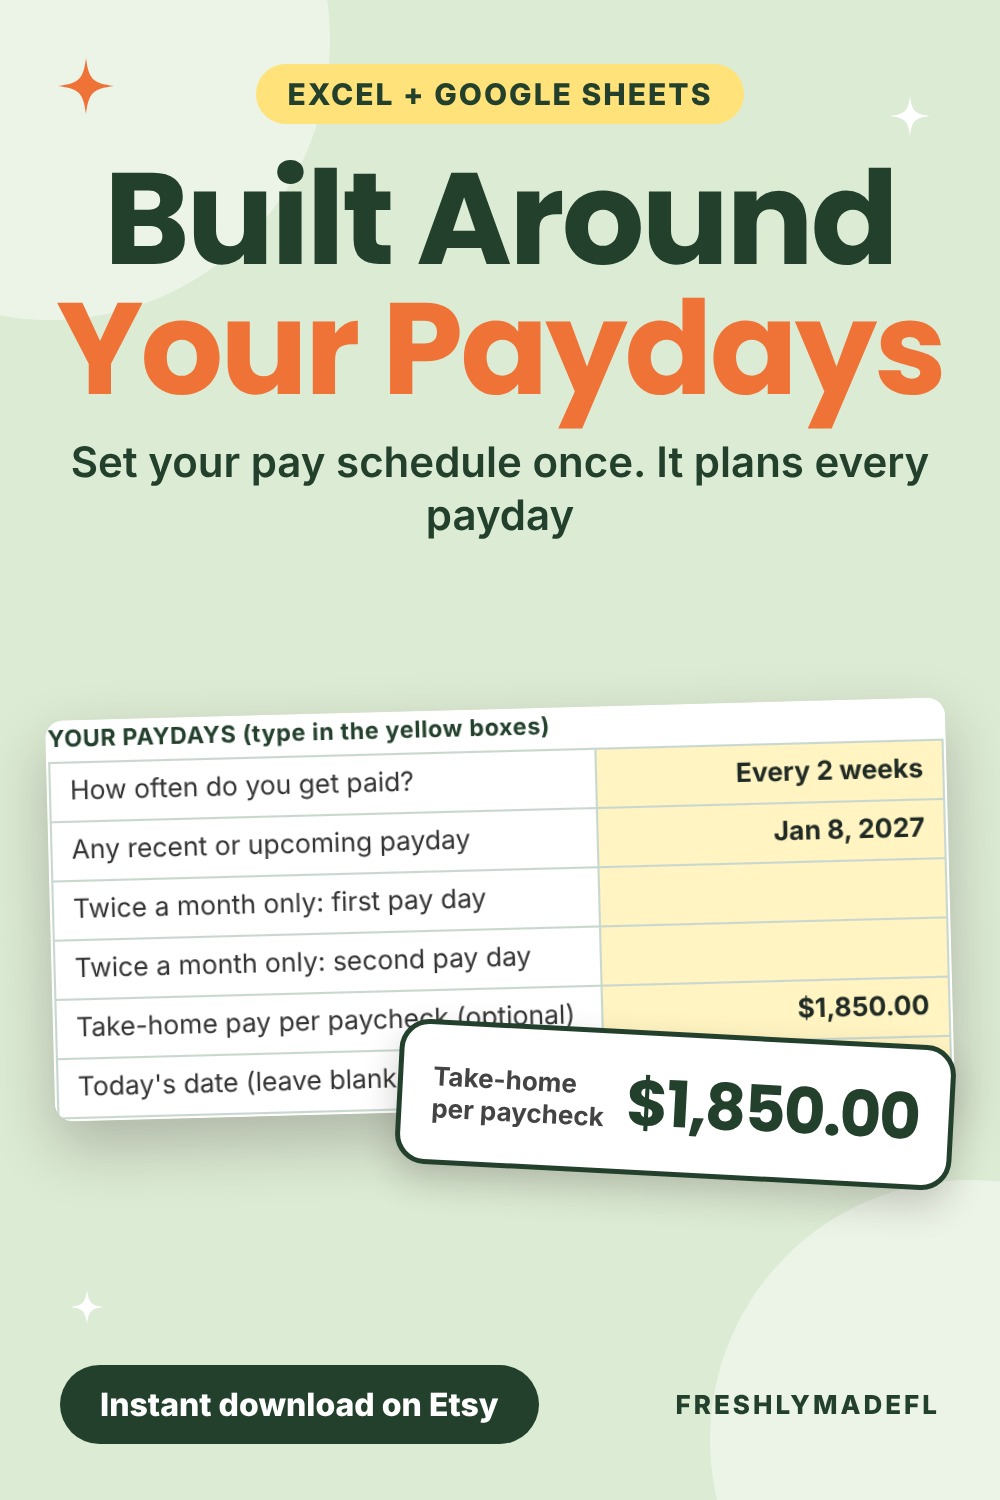 EXCEL + GOOGLE SHEETS
Built Around
Your Paydays
Set your pay schedule once. It plans every
payday
YOUR PAYDAYS (type in the yellow boxes)
How often do you get paid? Every 2 weeks
Any recent or upcoming payday Jan 8, 2027
Twice a month only: first pay day
Twice a month only: second pay day
Take-home pay per paycheck (optional) $1,850.00
Today's date (leave blank
Take-home
per paycheck
$1,850.00
Instant download on Etsy
FRESHLYMADEFL